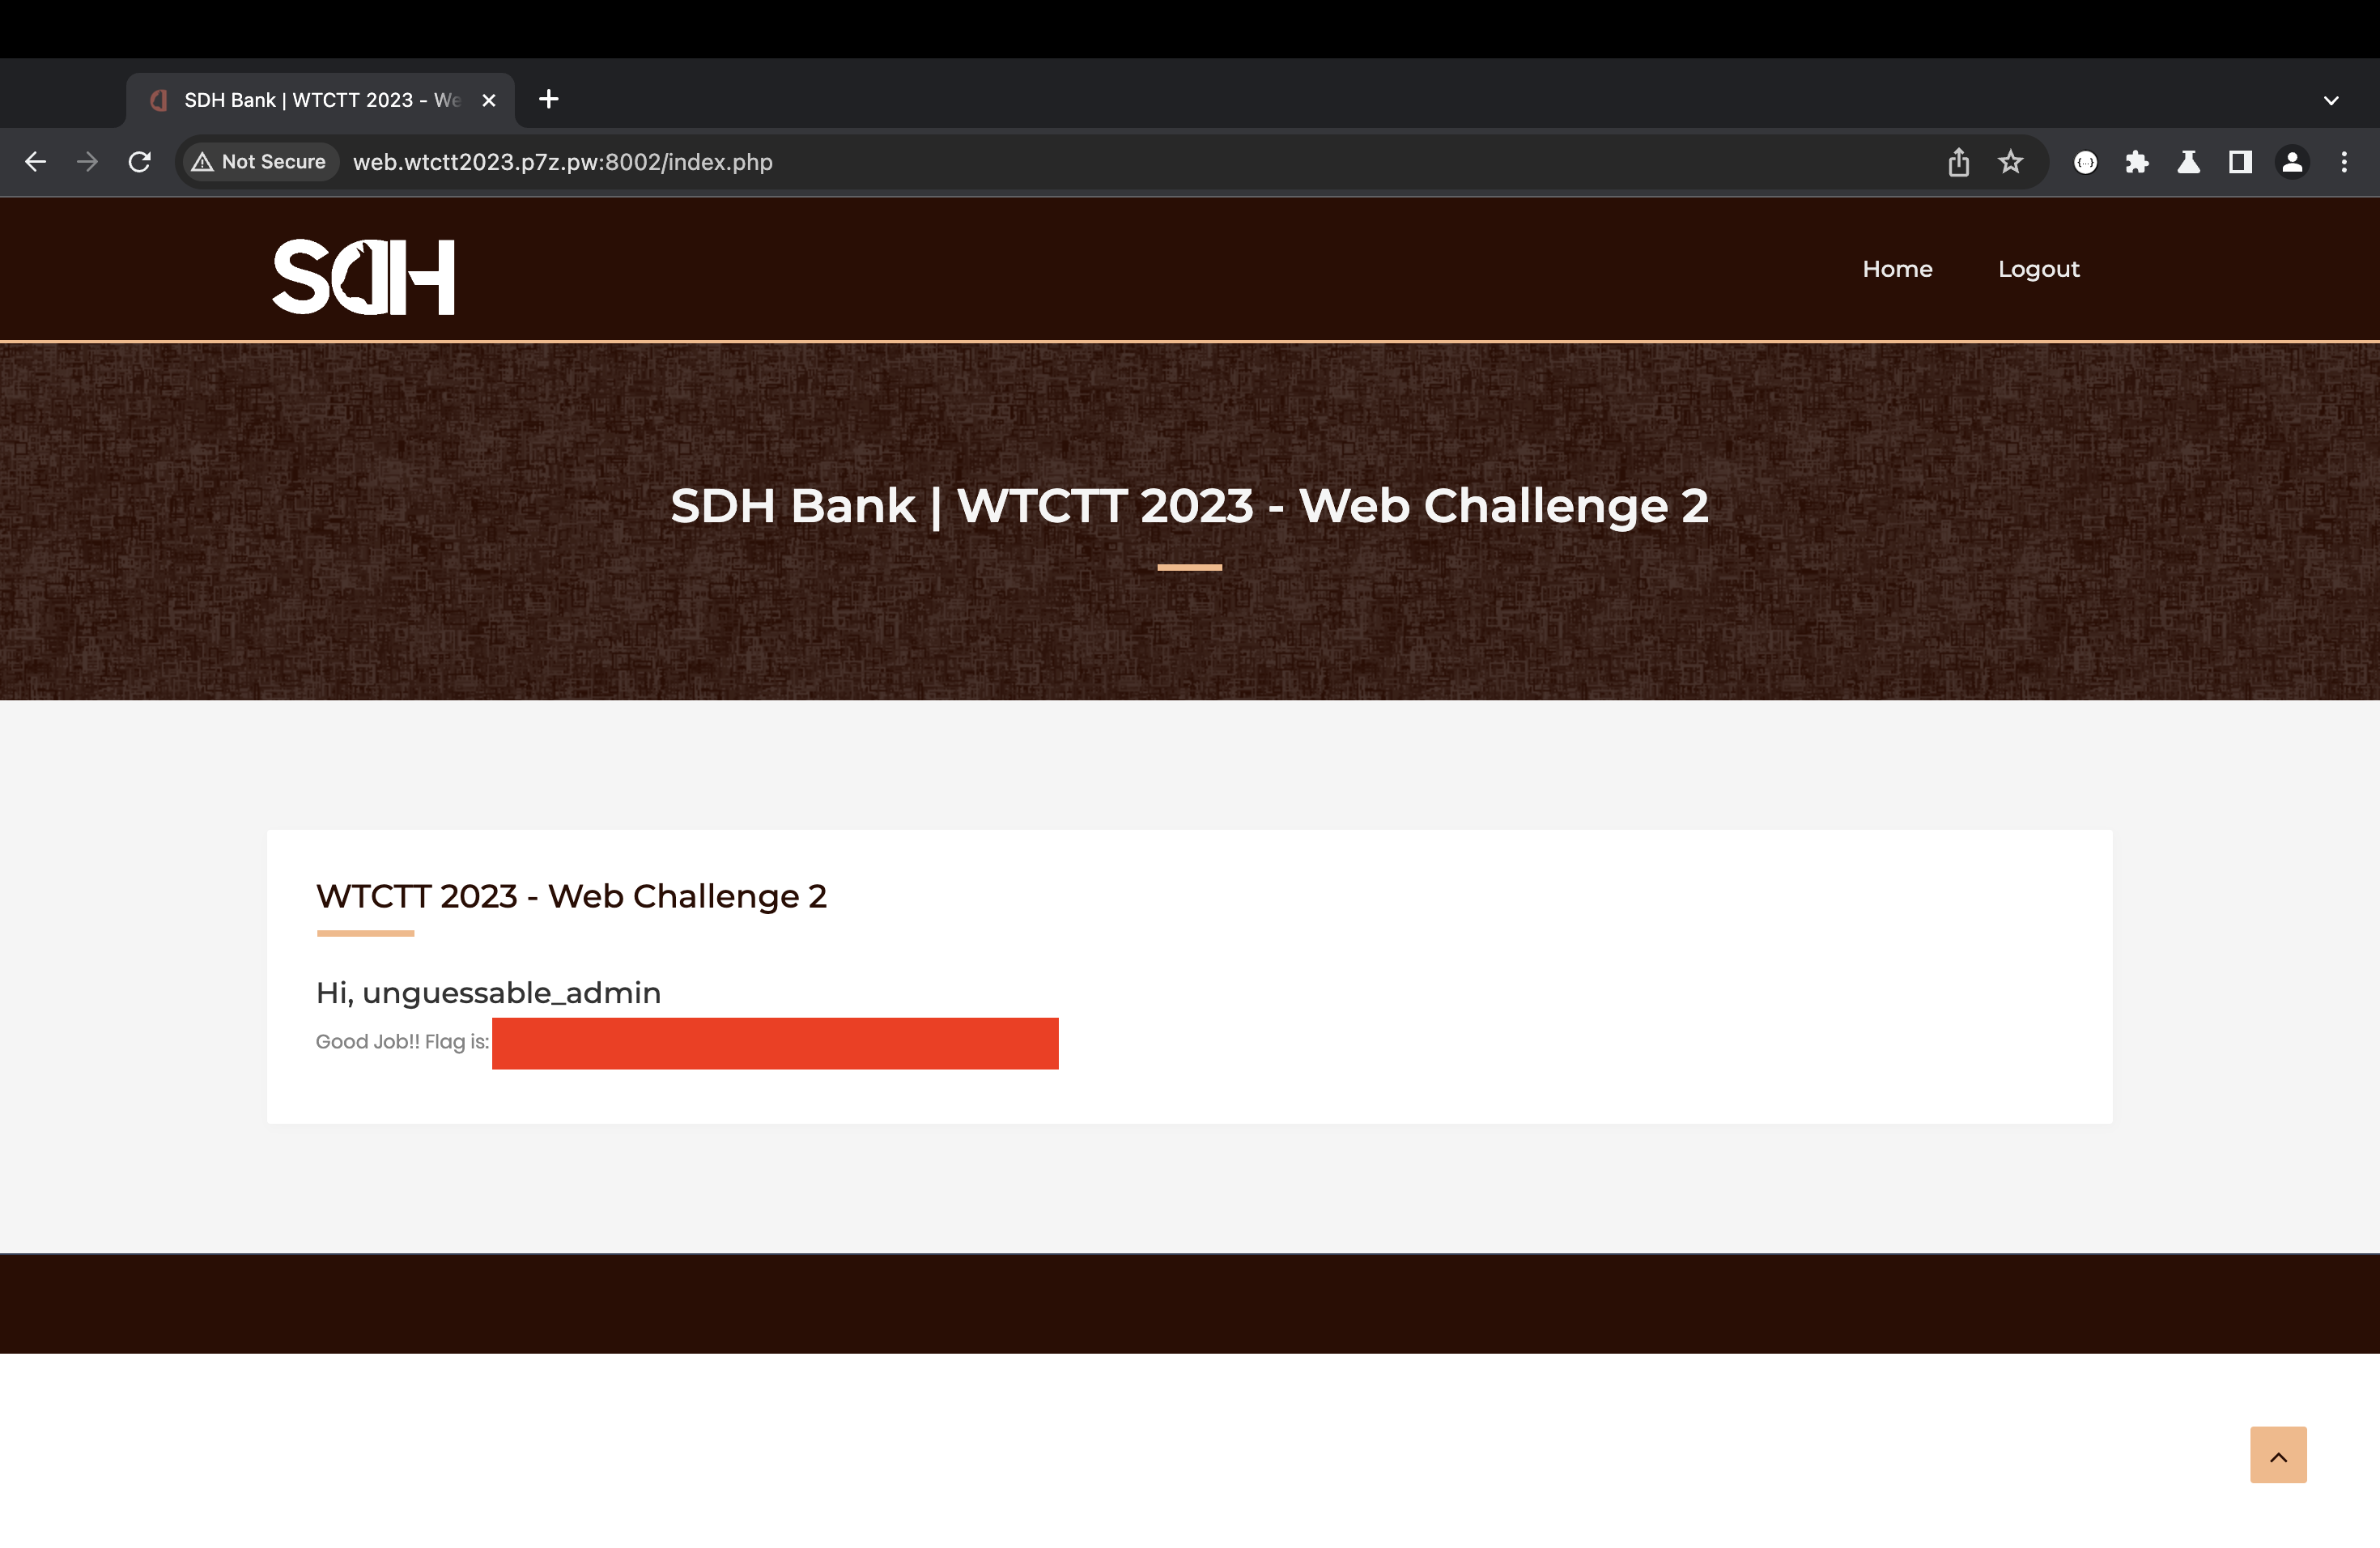 SDH Bank | WTCTT 2023 - We
Not Secure web.wtctt2023.p7z.pw:8002/index.php
SDH
Home Logout
SDH Bank | WTCTT 2023 - Web Challenge 2
WTCTT 2023 - Web Challenge 2
Hi, unguessable_admin
Good Job!! Flag is: